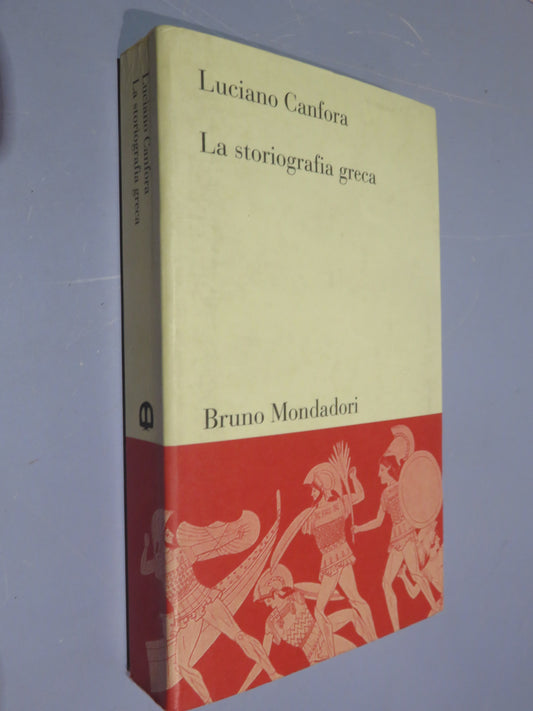 Luciano Canfora
La storiografia greca
Bruno Mondadori
Luciano Canfora
La storiografia greca